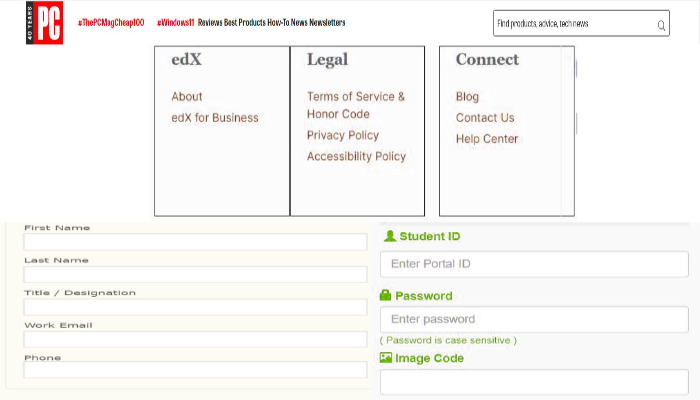 40 YEARS
PC
#ThePCMagCheap100 #Windows11 Reviews Best Products How-To News Newsletters
Find products, advice, tech news
edX
About
edX for Business
Legal
Terms of Service &
Honor Code
Privacy Policy
Accessibility Policy
Connect
Blog
Contact Us
Help Center
First Name
Last Name
Title / Designation
Work Email
Phone
Student ID
Enter Portal ID
Password
Enter password
( Password is case sensitive )
Image Code